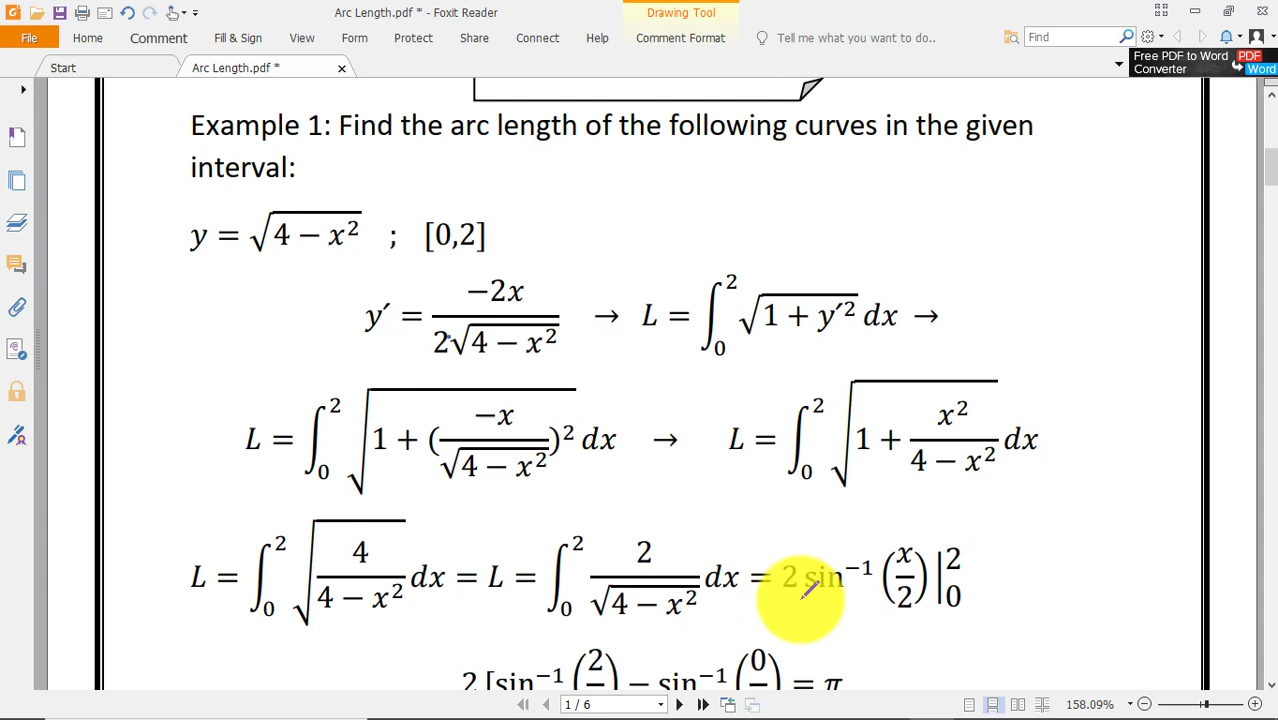 Arc Length.pdf * - Foxit Reader
Drawing Tool
File Home Comment Fill & Sign View Form Protect Share Connect Help Comment Format Tell me what you want to do.. Find
Start Arc Length.pdf *
Free PDF to Word Converter PDF Word
Example 1: Find the arc length of the following curves in the given
interval:
y = √(4 − x²) ; [0,2]
y′ = −2x / 2√(4 − x²) → L = ∫₀² √(1 + y′²) dx →
L = ∫₀² √(1 + (−x / √(4 − x²))²) dx → L = ∫₀² √(1 + x² / (4 − x²)) dx
L = ∫₀² √(4 / (4 − x²)) dx = L = ∫₀² 2 / √(4 − x²) dx = 2 sin⁻¹ (x/2) |₀²
2 [sin⁻¹ (2/ ) − sin⁻¹ (0/ ) = π
1 / 6
158.09%